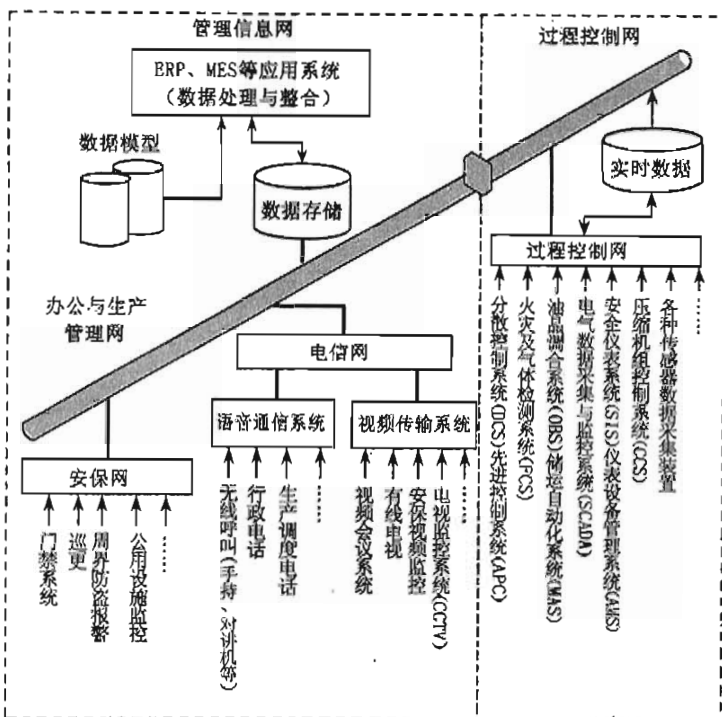 管理信息网
过程控制网
ERP、MES等应用系统
（数据处理与整合）
数据模型
数据存储
实时数据
过程控制网
办公与生产
管理网
电信网
语音通信系统
视频传输系统
安保网
门禁系统
巡更
周界防盗报警
公用设施监控
……
无线呼叫(手持、对讲机等)
行政电话
生产调度电话
……
视频会议系统
有线电视
安保视频监控
电视监控系统(CCTV)
……
分散控制系统(DCS)先进控制系统(APC)
火灾及气体检测系统(FCS)
油品调合系统(OBS)储运自动化系统(MAS)
电气数据采集与监控系统(SCADA)
安全仪表系统(SIS)仪表设备管理系统(AMS)
压缩机组控制系统(CCS)
各种传感器数据采集装置
……